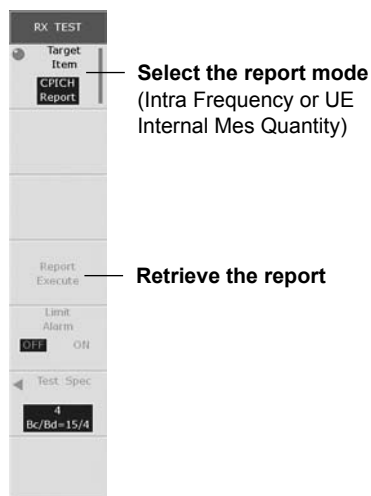 RX TEST
Target
Item
CPICH
Report
Select the report mode
(Intra Frequency or UE
Internal Mes Quantity)
Report
Execute
Retrieve the report
Limit
Alarm
OFF ON
Test Spec
4
Bc/Bd=15/4